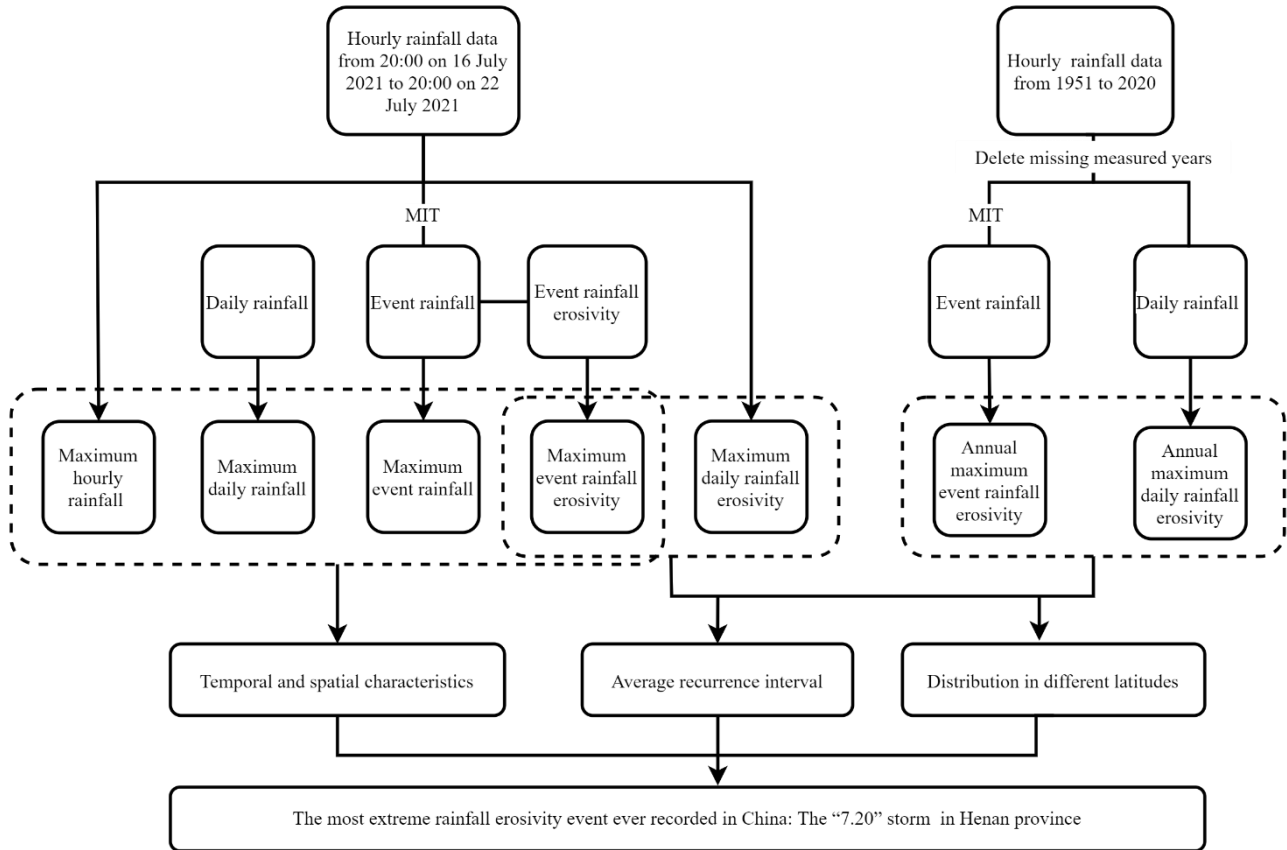 Hourly rainfall data
from 20:00 on 16 July
2021 to 20:00 on 22
July 2021
Hourly rainfall data
from 1951 to 2020
Delete missing measured years
MIT
MIT
Daily rainfall
Event rainfall
Event rainfall
erosivity
Event rainfall
Daily rainfall
Maximum
hourly
rainfall
Maximum
daily rainfall
Maximum
event rainfall
Maximum
event rainfall
erosivity
Maximum
daily rainfall
erosivity
Annual
maximum
event rainfall
erosivity
Annual
maximum
daily rainfall
erosivity
Temporal and spatial characteristics
Average recurrence interval
Distribution in different latitudes
The most extreme rainfall erosivity event ever recorded in China: The “7.20” storm in Henan province